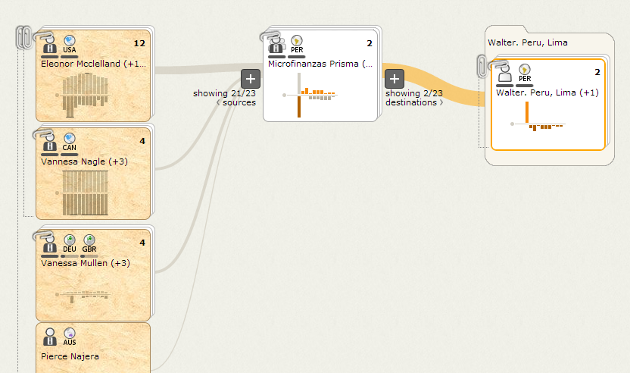 USA
12
Eleonor Mcclelland (+1...
CAN
4
Vannesa Nagle (+3)
DEU GBR
4
Vanessa Mullen (+3)
AUS
Pierce Najera
showing 21/23
⟨ sources
PER
2
Microfinanzas Prisma (...
showing 2/23
destinations ⟩
Walter. Peru, Lima
PER
2
Walter. Peru, Lima (+1)